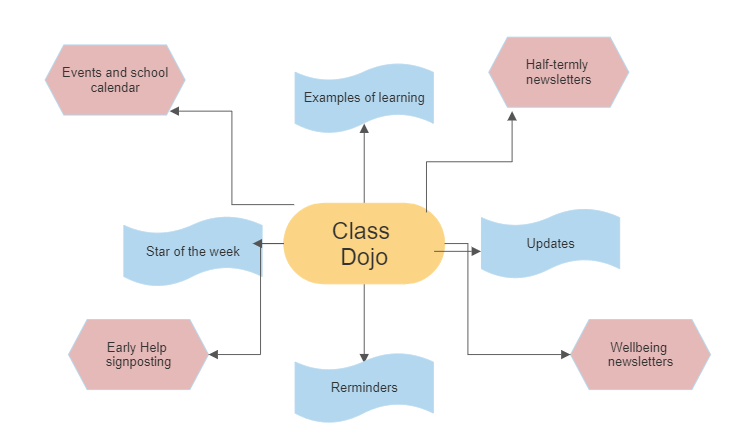 Events and school
calendar
Examples of learning
Half-termly
newsletters
Class
Dojo
Star of the week
Updates
Early Help
signposting
Rerminders
Wellbeing
newsletters